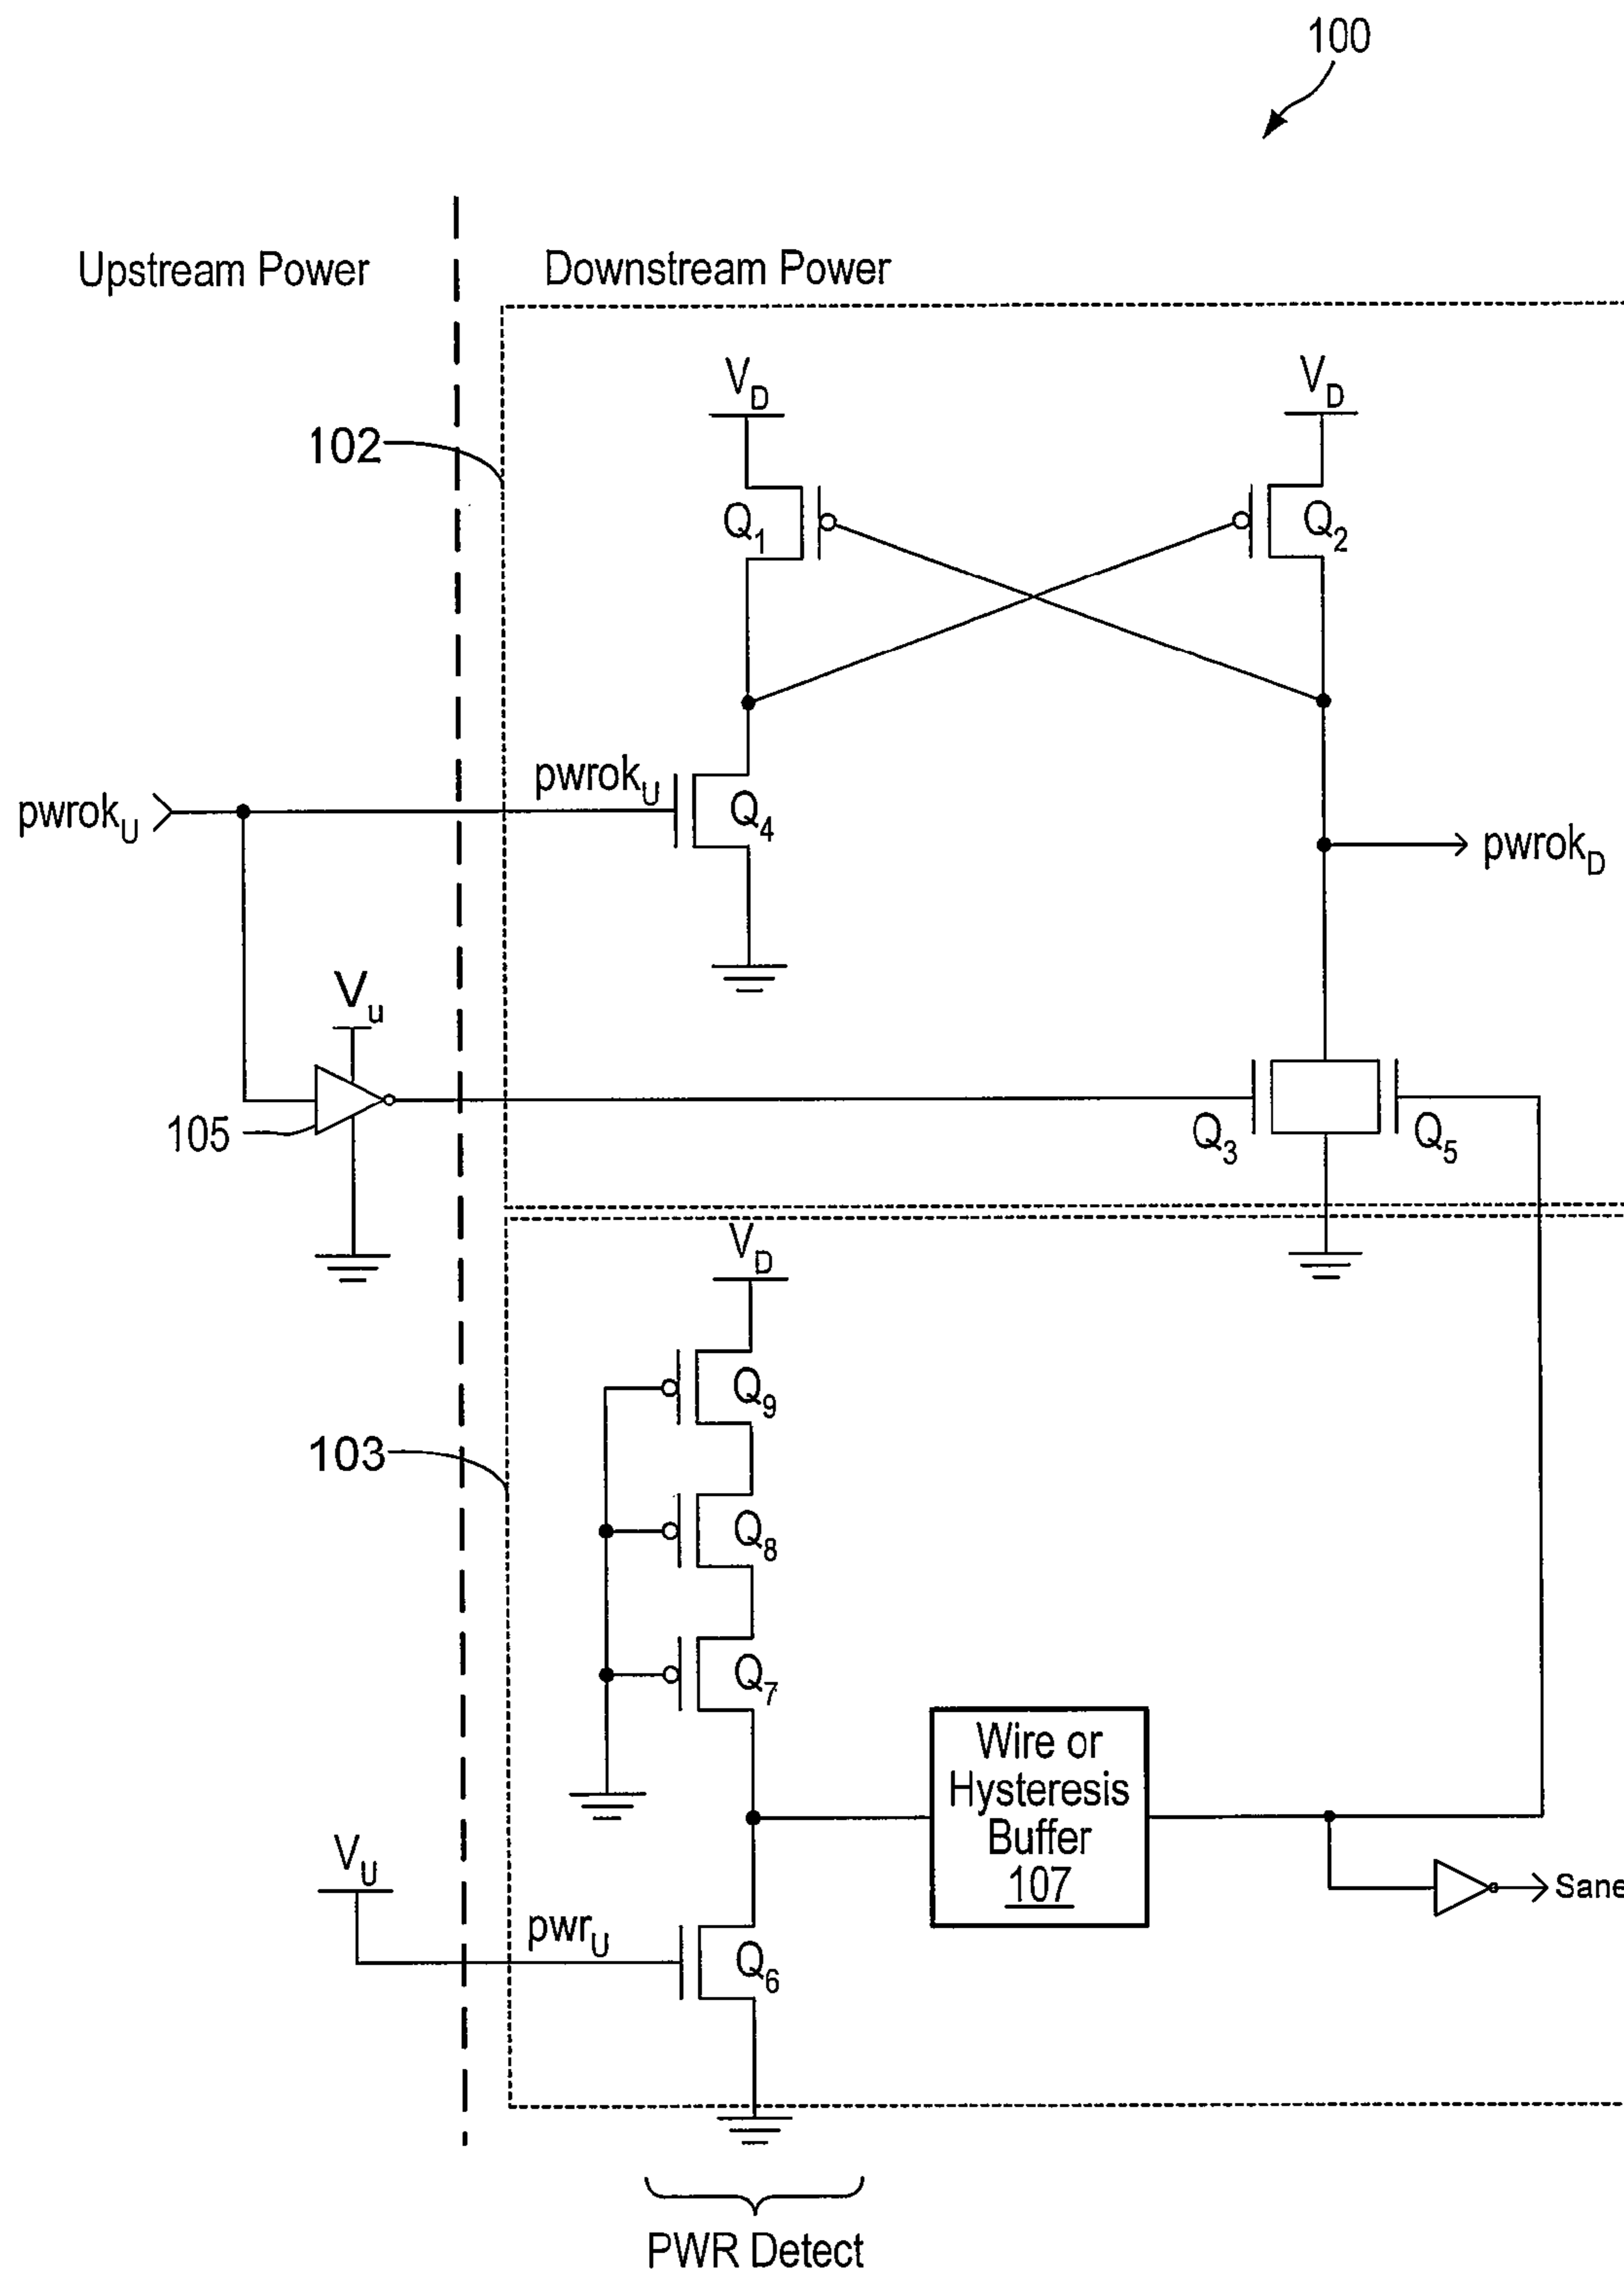 100
Upstream Power
Downstream Power
V_D
V_D
102
Q_1
Q_2
pwrok_U
pwrok_U
Q_4
pwrok_D
V_u
105
Q_3
Q_5
V_D
Q_9
103
Q_8
Q_7
Wire or
Hysteresis
Buffer
107
V_U
pwr_U
Q_6
Sane
PWR Detect